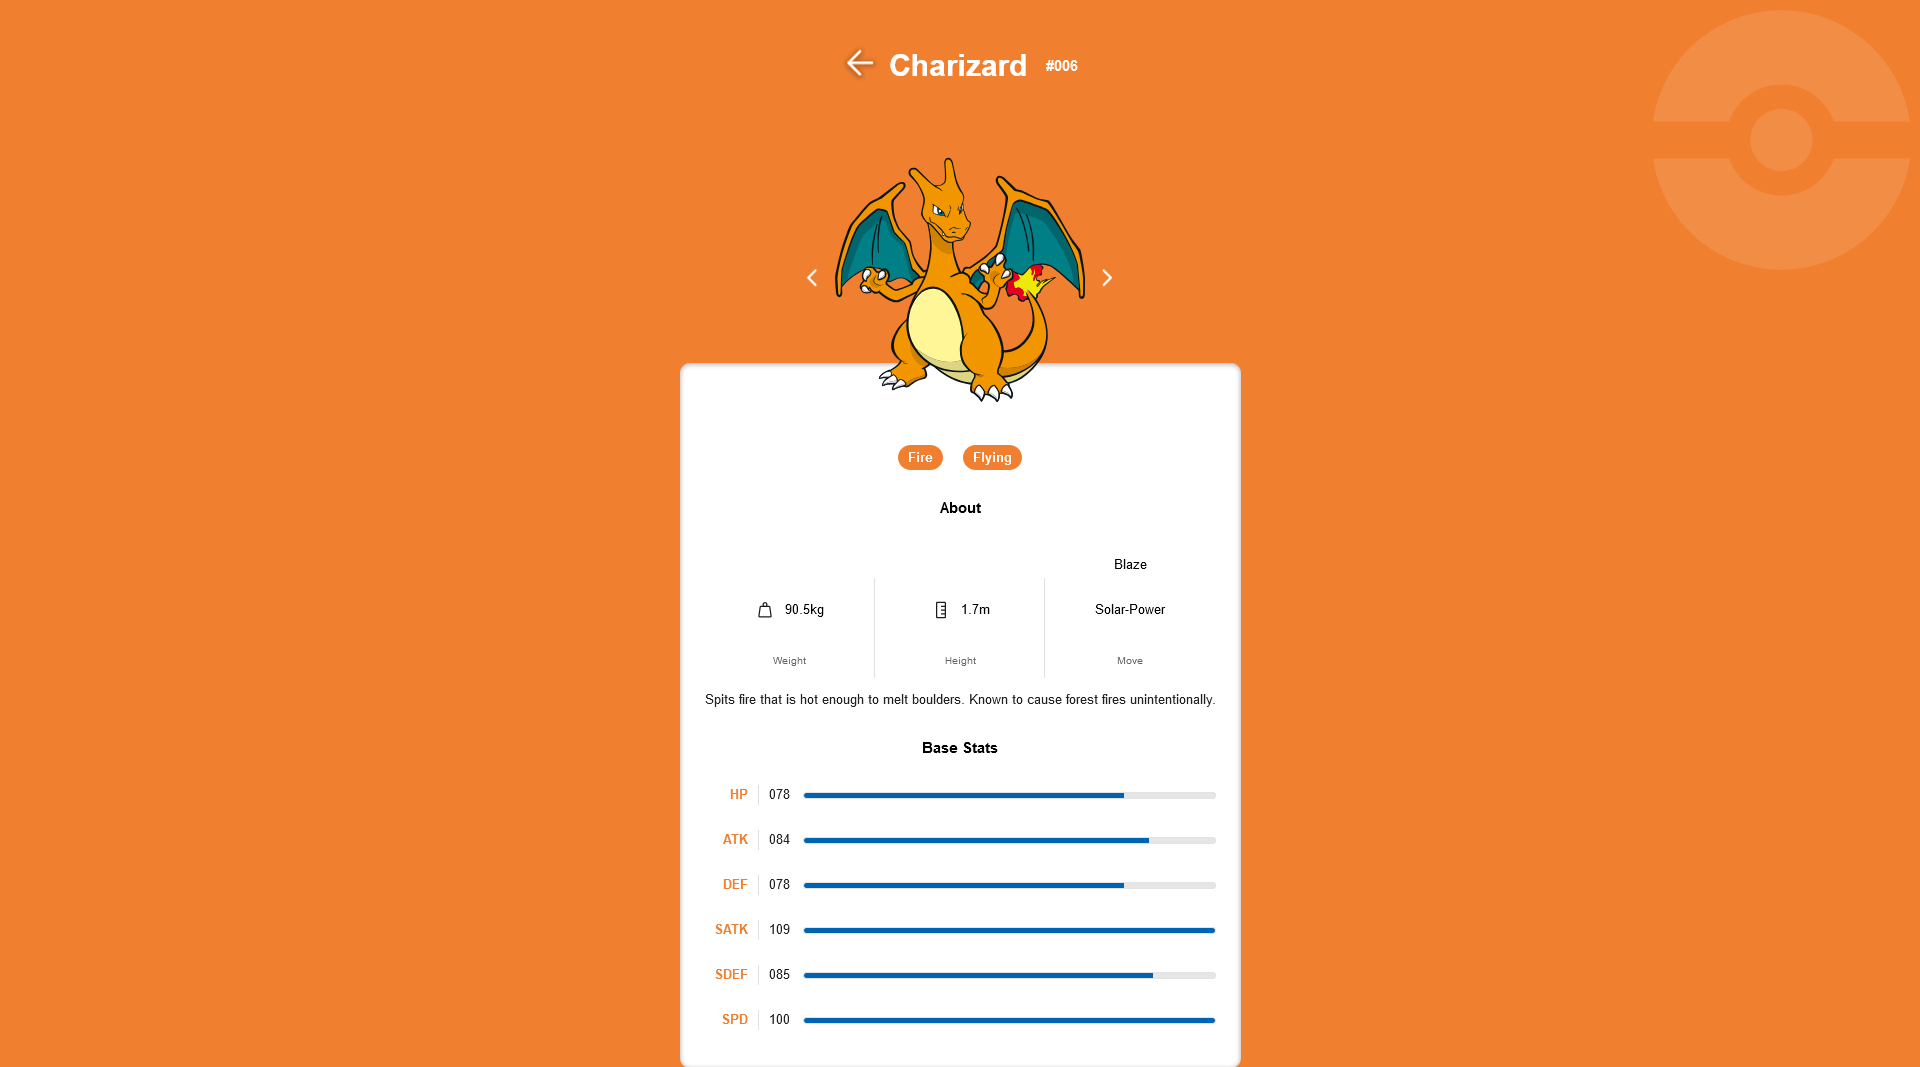 Charizard #006
Fire Flying
About
Blaze
90.5kg 1.7m Solar-Power
Weight Height Move
Spits fire that is hot enough to melt boulders. Known to cause forest fires unintentionally.
Base Stats
HP 078
ATK 084
DEF 078
SATK 109
SDEF 085
SPD 100